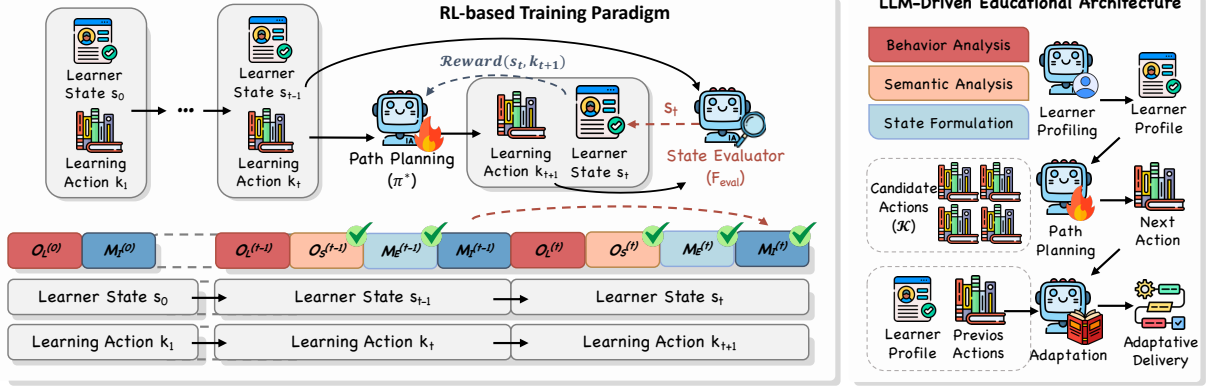 RL-based Training Paradigm
Learner
State s₀
Learning
Action k₁
...
Learner
State sₜ₋₁
Learning
Action kₜ
Reward(sₜ, kₜ₊₁)
Path Planning
(π*)
Learning
Action kₜ₊₁
Learner
State sₜ
Sₜ
State Evaluator
(Fₑᵥₐₗ)
O_L^(0) M_I^(0) O_L^(t-1) O_S^(t-1) M_E^(t-1) M_I^(t-1) O_L^(t) O_S^(t) M_E^(t) M_I^(t)
Learner State s₀ Learner State sₜ₋₁ Learner State sₜ
Learning Action k₁ Learning Action kₜ Learning Action kₜ₊₁
LLM-Driven Educational Architecture
Behavior Analysis
Semantic Analysis
State Formulation
Learner
Profiling
Learner
Profile
Candidate
Actions
(𝒦)
Path
Planning
Next
Action
Learner
Profile
Previos
Actions
Adaptation
Adaptative
Delivery